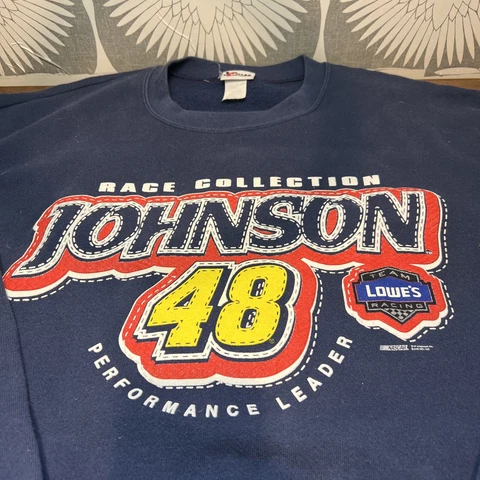 RACE COLLECTION
JOHNSON
48
TEAM
LOWE'S
RACING
PERFORMANCE LEADER